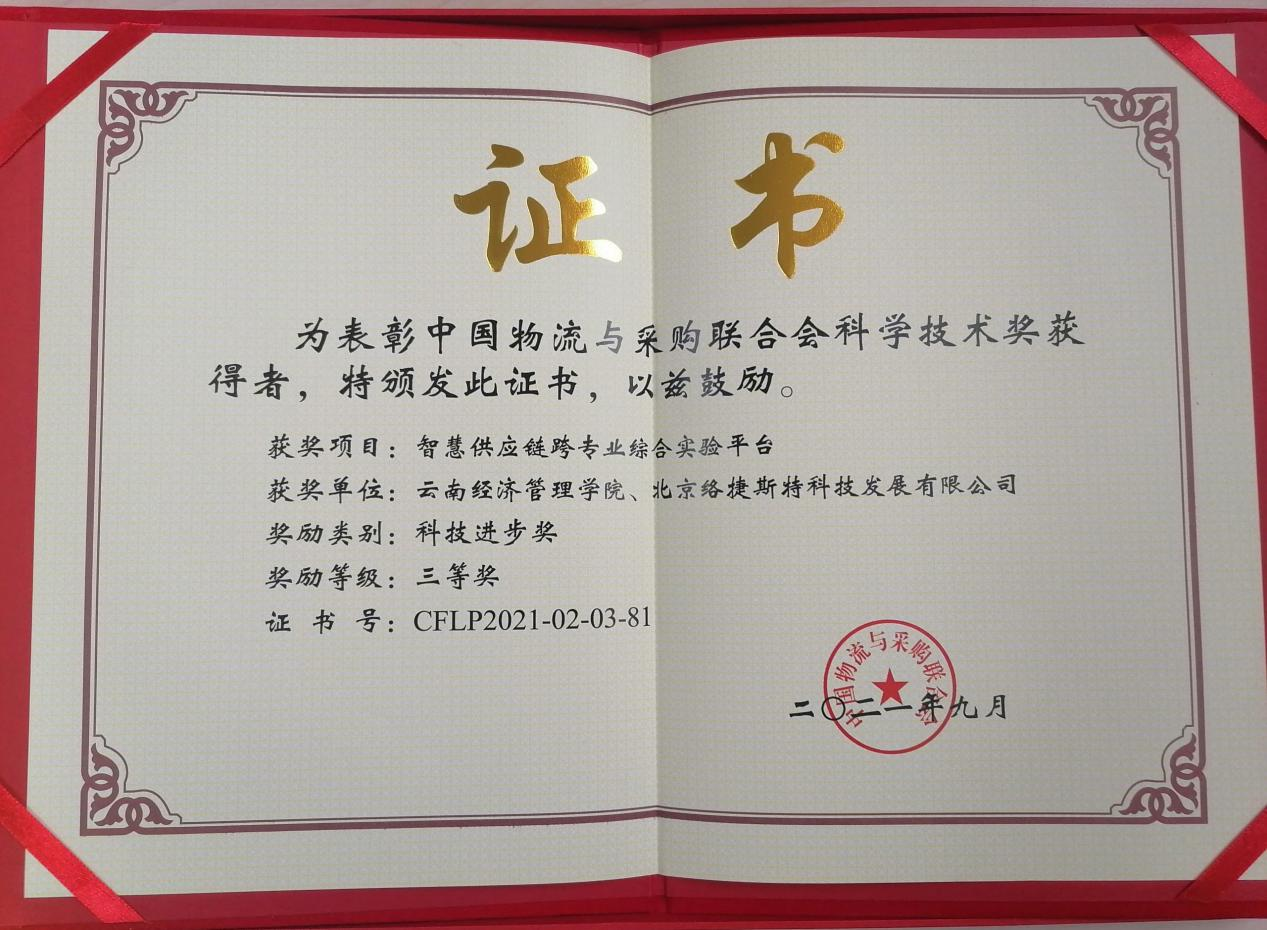 证书
为表彰中国物流与采购联合会科学技术奖获
得者，特颁发此证书，以兹鼓励。
获奖项目：智慧供应链跨专业综合实验平台
获奖单位：云南经济管理学院、北京络捷斯特科技发展有限公司
奖励类别：科技进步奖
奖励等级：三等奖
证书号：CFLP2021-02-03-81
中国物流与采购联合会
二〇二一年九月